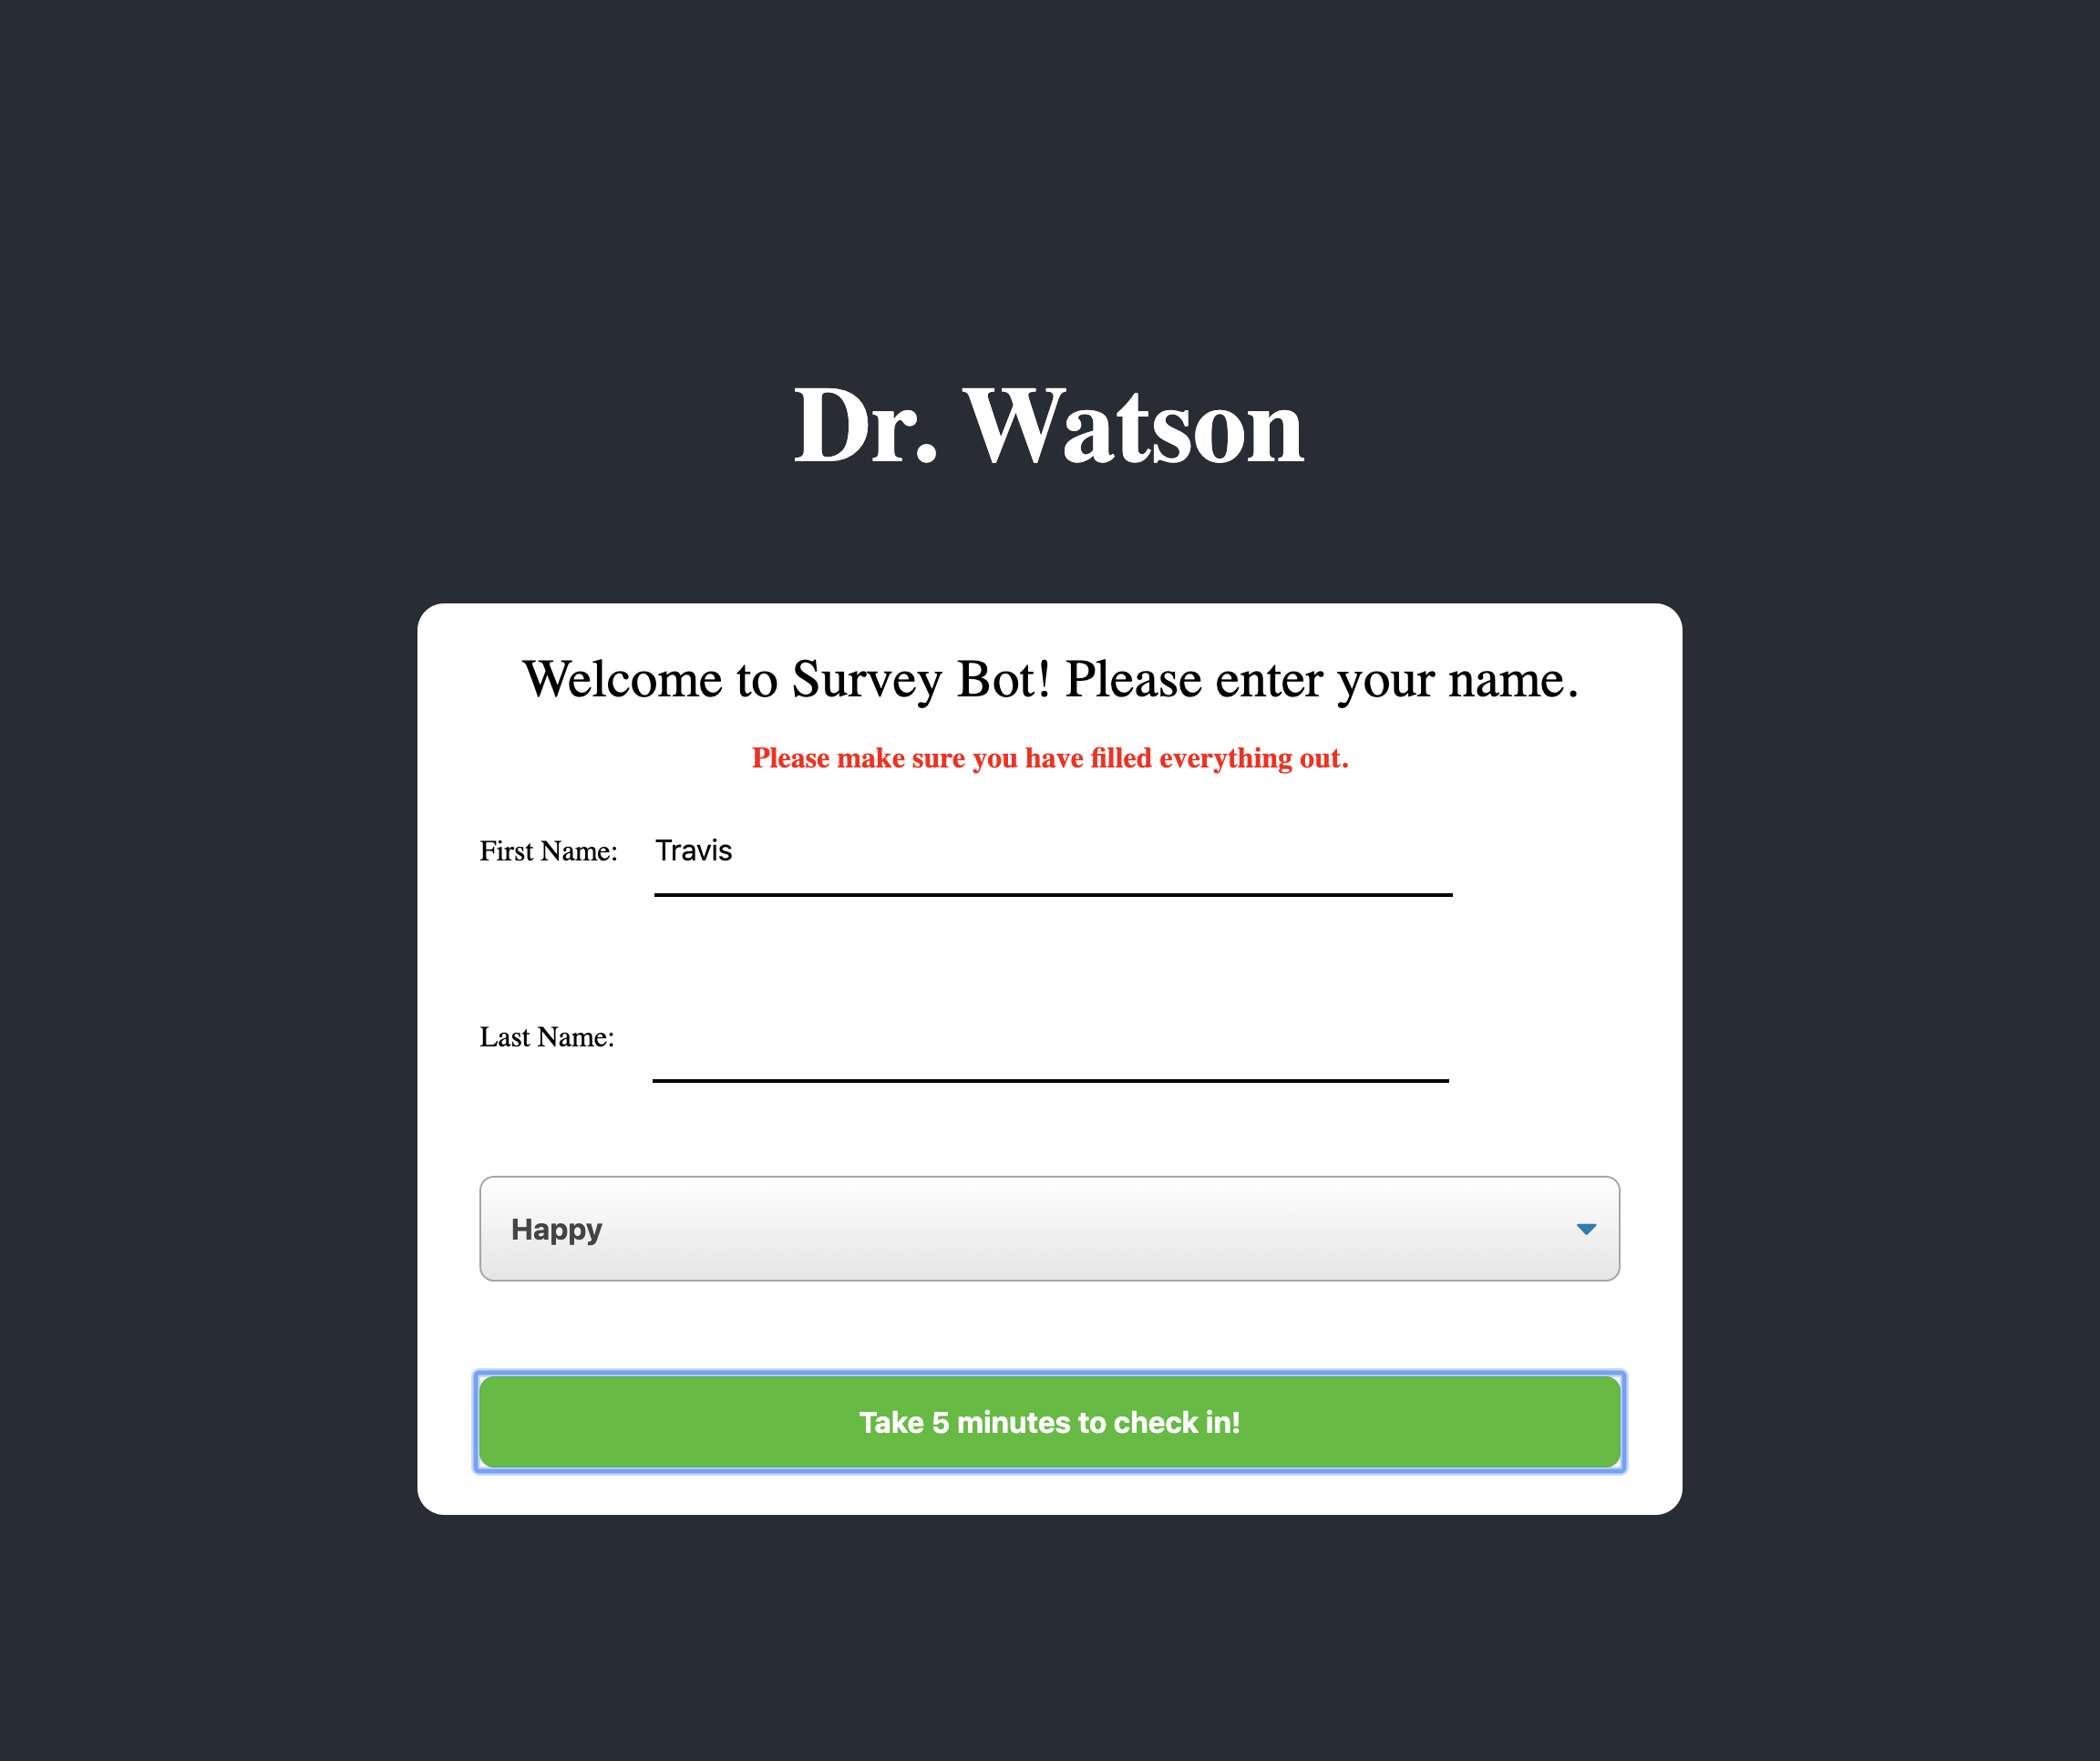 Dr. Watson
Welcome to Survey Bot! Please enter your name.
Please make sure you have filled everything out.
First Name: Travis
Last Name:
Happy
Take 5 minutes to check in!